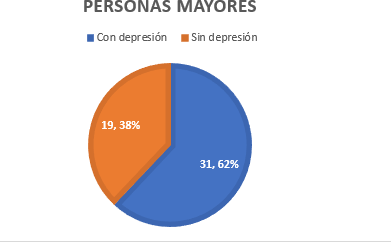 PERSONAS MAYORES
Con depresión Sin depresión
19, 38%
31, 62%